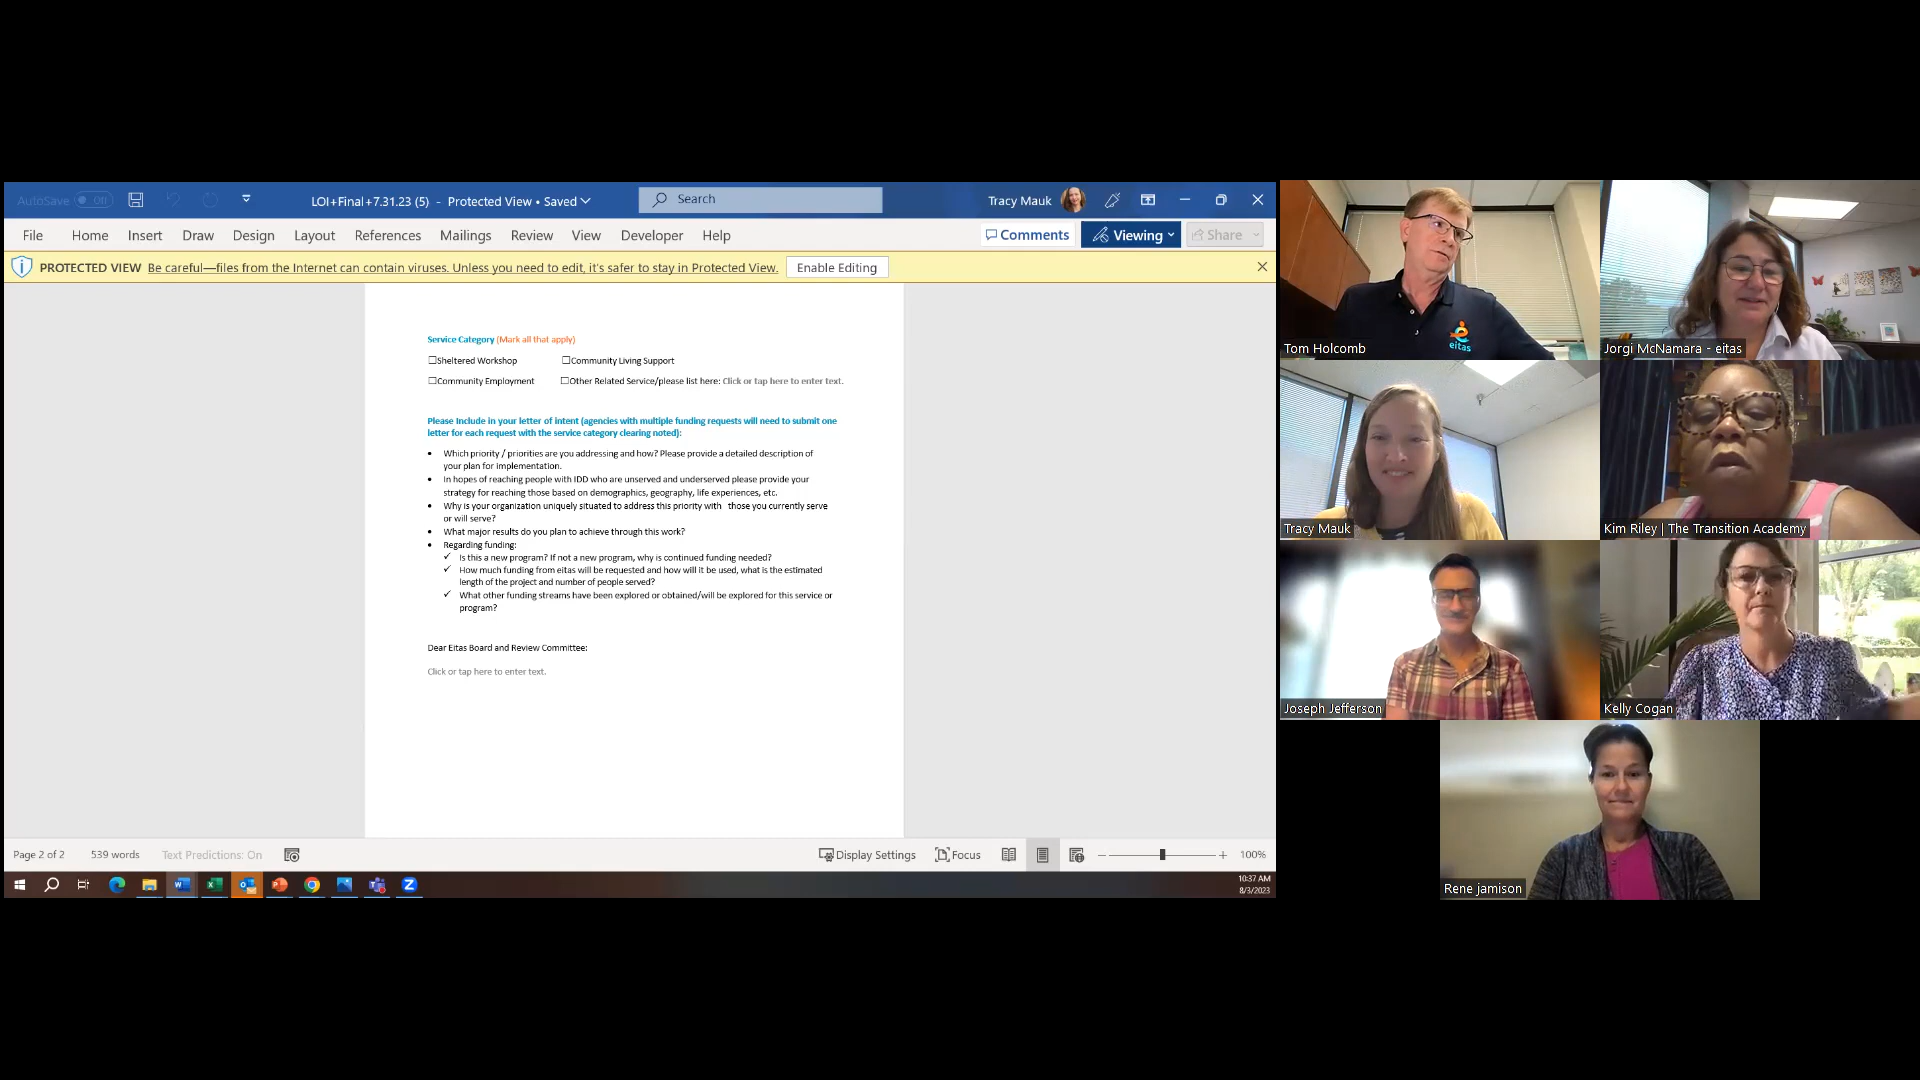 AutoSave Off
LOI+Final+7.31.23 (5) - Protected View • Saved
Search
Tracy Mauk
File Home Insert Draw Design Layout References Mailings Review View Developer Help
Comments Viewing Share
PROTECTED VIEW Be careful—files from the Internet can contain viruses. Unless you need to edit, it's safer to stay in Protected View. Enable Editing
Service Category (Mark all that apply)
☐Sheltered Workshop ☐Community Living Support
☐Community Employment ☐Other Related Service/please list here: Click or tap here to enter text.
Please Include in your letter of intent (agencies with multiple funding requests will need to submit one
letter for each request with the service category clearing noted):
• Which priority / priorities are you addressing and how? Please provide a detailed description of
your plan for implementation.
• In hopes of reaching people with IDD who are unserved and underserved please provide your
strategy for reaching those based on demographics, geography, life experiences, etc.
• Why is your organization uniquely situated to address this priority with those you currently serve
or will serve?
• What major results do you plan to achieve through this work?
• Regarding funding:
✓ Is this a new program? If not a new program, why is continued funding needed?
✓ How much funding from eitas will be requested and how will it be used, what is the estimated
length of the project and number of people served?
✓ What other funding streams have been explored or obtained/will be explored for this service or
program?
Dear Eitas Board and Review Committee:
Click or tap here to enter text.
Page 2 of 2 539 words Text Predictions: On
Display Settings Focus 100%
10:37 AM
8/3/2023
eitas
Tom Holcomb
Jorgi McNamara - eitas
Tracy Mauk
Kim Riley | The Transition Academy
Joseph Jefferson
Kelly Cogan
Rene jamison